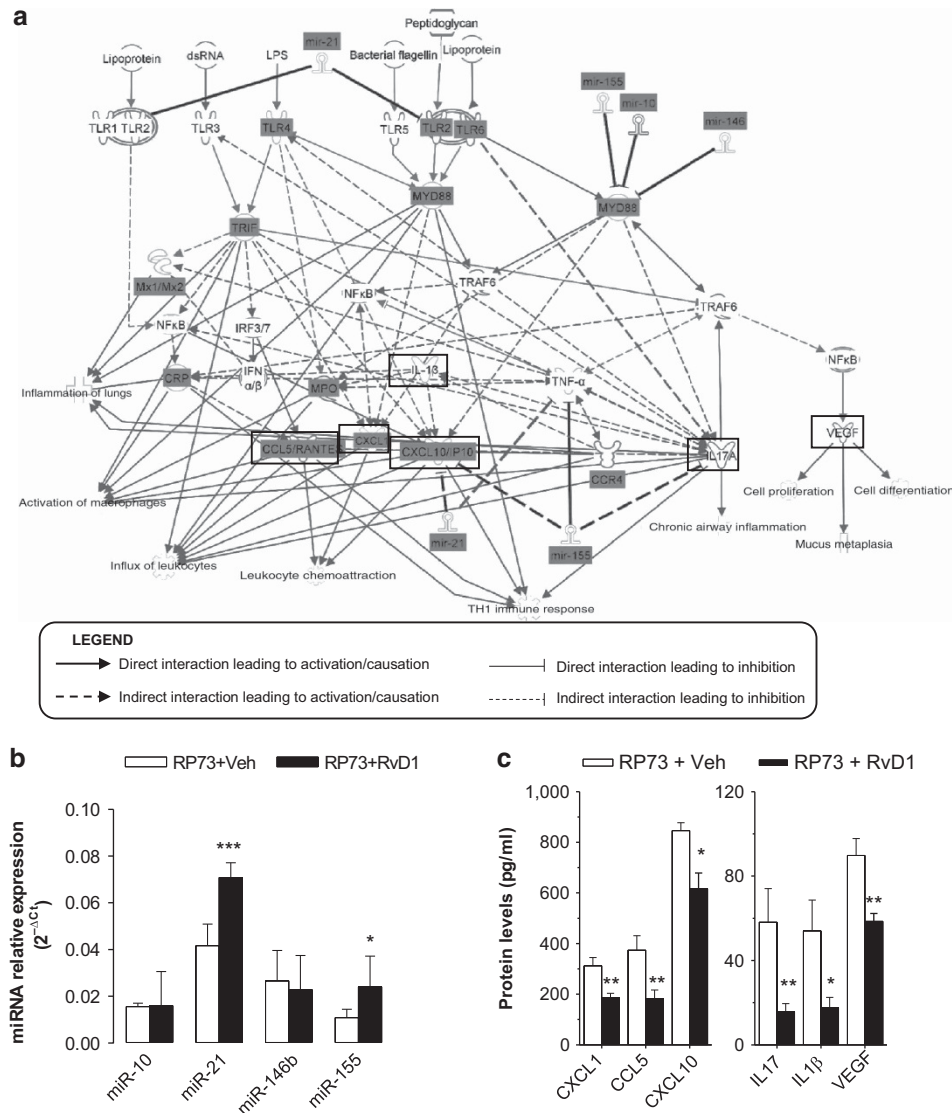 a
Peptidoglycan
mir-21
Lipoprotein
dsRNA
LPS
Bacterial flagellin
Lipoprotein
mir-155
mir-10
mir-146
TLR1
TLR2
TLR3
TLR4
TLR5
TLR2
TLR6
MYD88
MYD88
TRIF
Mx1/Mx2
NFκB
TRAF6
TRAF6
NFκB
IRF3/7
NFκB
CRP
IFN
α/β
MPO
IL-1β
TNF-α
Inflammation of lungs
CCL5/RANTE
CXCL1
CXCL10/IP10
CCR4
IL17A
VEGF
Cell proliferation
Cell differentiation
Activation of macrophages
Chronic airway inflammation
mir-21
mir-155
Mucus metaplasia
Influx of leukocytes
Leukocyte chemoattraction
TH1 immune response
LEGEND
Direct interaction leading to activation/causation
Direct interaction leading to inhibition
Indirect interaction leading to activation/causation
Indirect interaction leading to inhibition
b
RP73+Veh
RP73+RvD1
miRNA relative expression
(2−ΔCt)
0.10
0.08
0.06
0.04
0.02
0
***
*
miR-10
miR-21
miR-146b
miR-155
c
RP73 + Veh
RP73 + RvD1
Protein levels (pg/ml)
1,000
800
600
400
200
0
**
**
*
CXCL1
CCL5
CXCL10
120
80
60
40
20
0
**
*
**
IL17
IL1β
VEGF